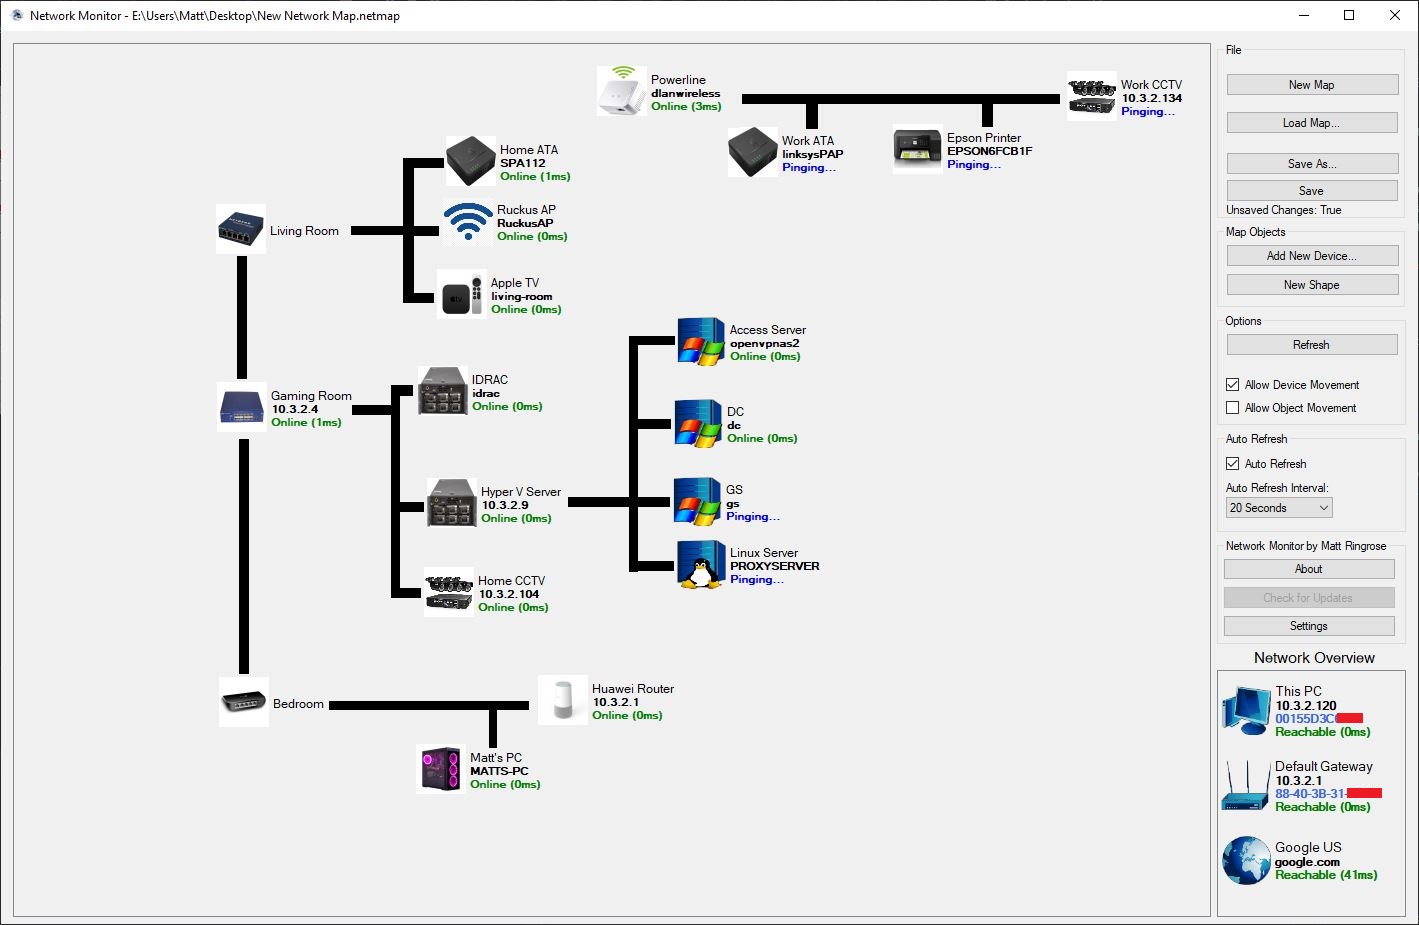 Network Monitor - E:\Users\Matt\Desktop\New Network Map.netmap
Powerline
dlanwireless
Online (3ms)
Work CCTV
10.3.2.134
Pinging...
Work ATA
linksysPAP
Pinging...
Epson Printer
EPSON6FCB1F
Pinging...
Home ATA
SPA112
Online (1ms)
Ruckus AP
RuckusAP
Online (0ms)
Living Room
Apple TV
living-room
Online (0ms)
Access Server
openvpnas2
Online (0ms)
IDRAC
idrac
Online (0ms)
Gaming Room
10.3.2.4
Online (1ms)
DC
dc
Online (0ms)
Hyper V Server
10.3.2.9
Online (0ms)
GS
gs
Pinging...
Linux Server
PROXYSERVER
Pinging...
Home CCTV
10.3.2.104
Online (0ms)
Bedroom
Huawei Router
10.3.2.1
Online (0ms)
Matt's PC
MATTS-PC
Online (0ms)
File
New Map
Load Map...
Save As...
Save
Unsaved Changes: True
Map Objects
Add New Device...
New Shape
Options
Refresh
Allow Device Movement
Allow Object Movement
Auto Refresh
Auto Refresh
Auto Refresh Interval:
20 Seconds
Network Monitor by Matt Ringrose
About
Check for Updates
Settings
Network Overview
This PC
10.3.2.120
00155D3C
Reachable (0ms)
Default Gateway
10.3.2.1
88-40-3B-31-
Reachable (0ms)
Google US
google.com
Reachable (41ms)